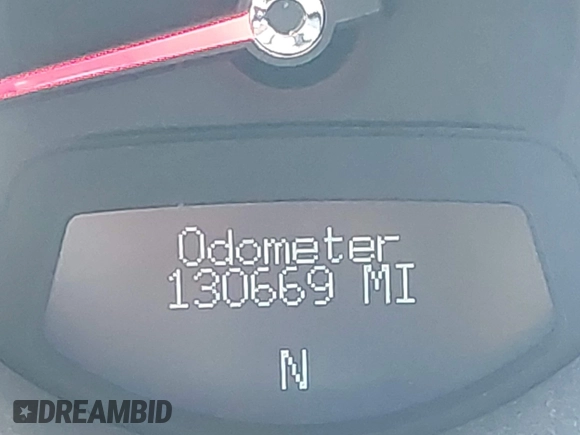 Odometer
130669 MI
N
DREAMBID